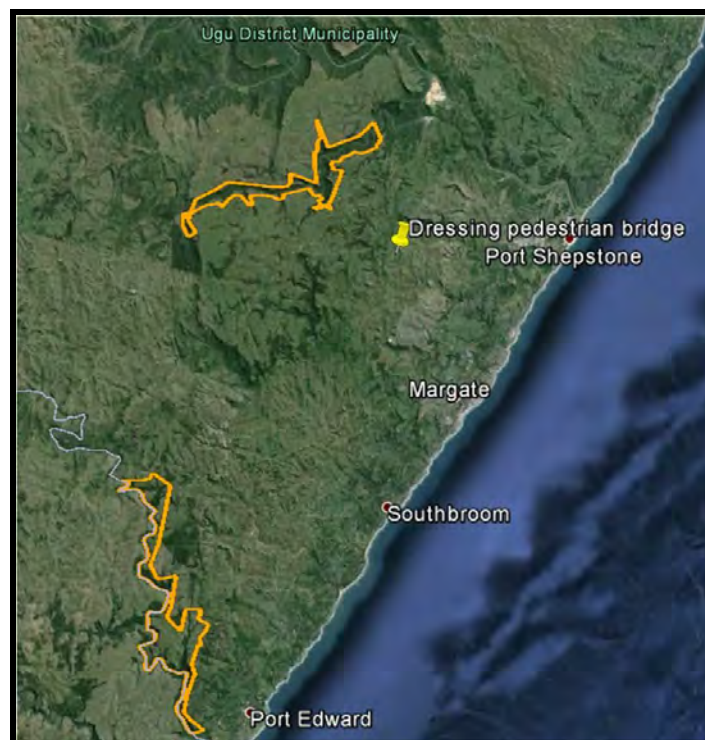 Ugu District Municipality
Dressing pedestrian bridge
Port Shepstone
Margate
Southbroom
Port Edward